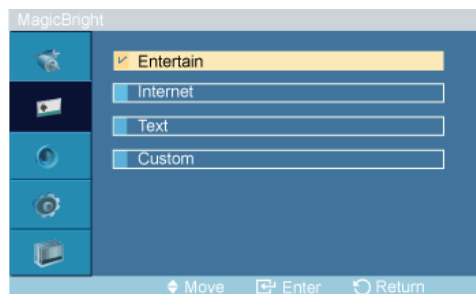 MagicBright
Entertain
Internet
Text
Custom
Move Enter Return